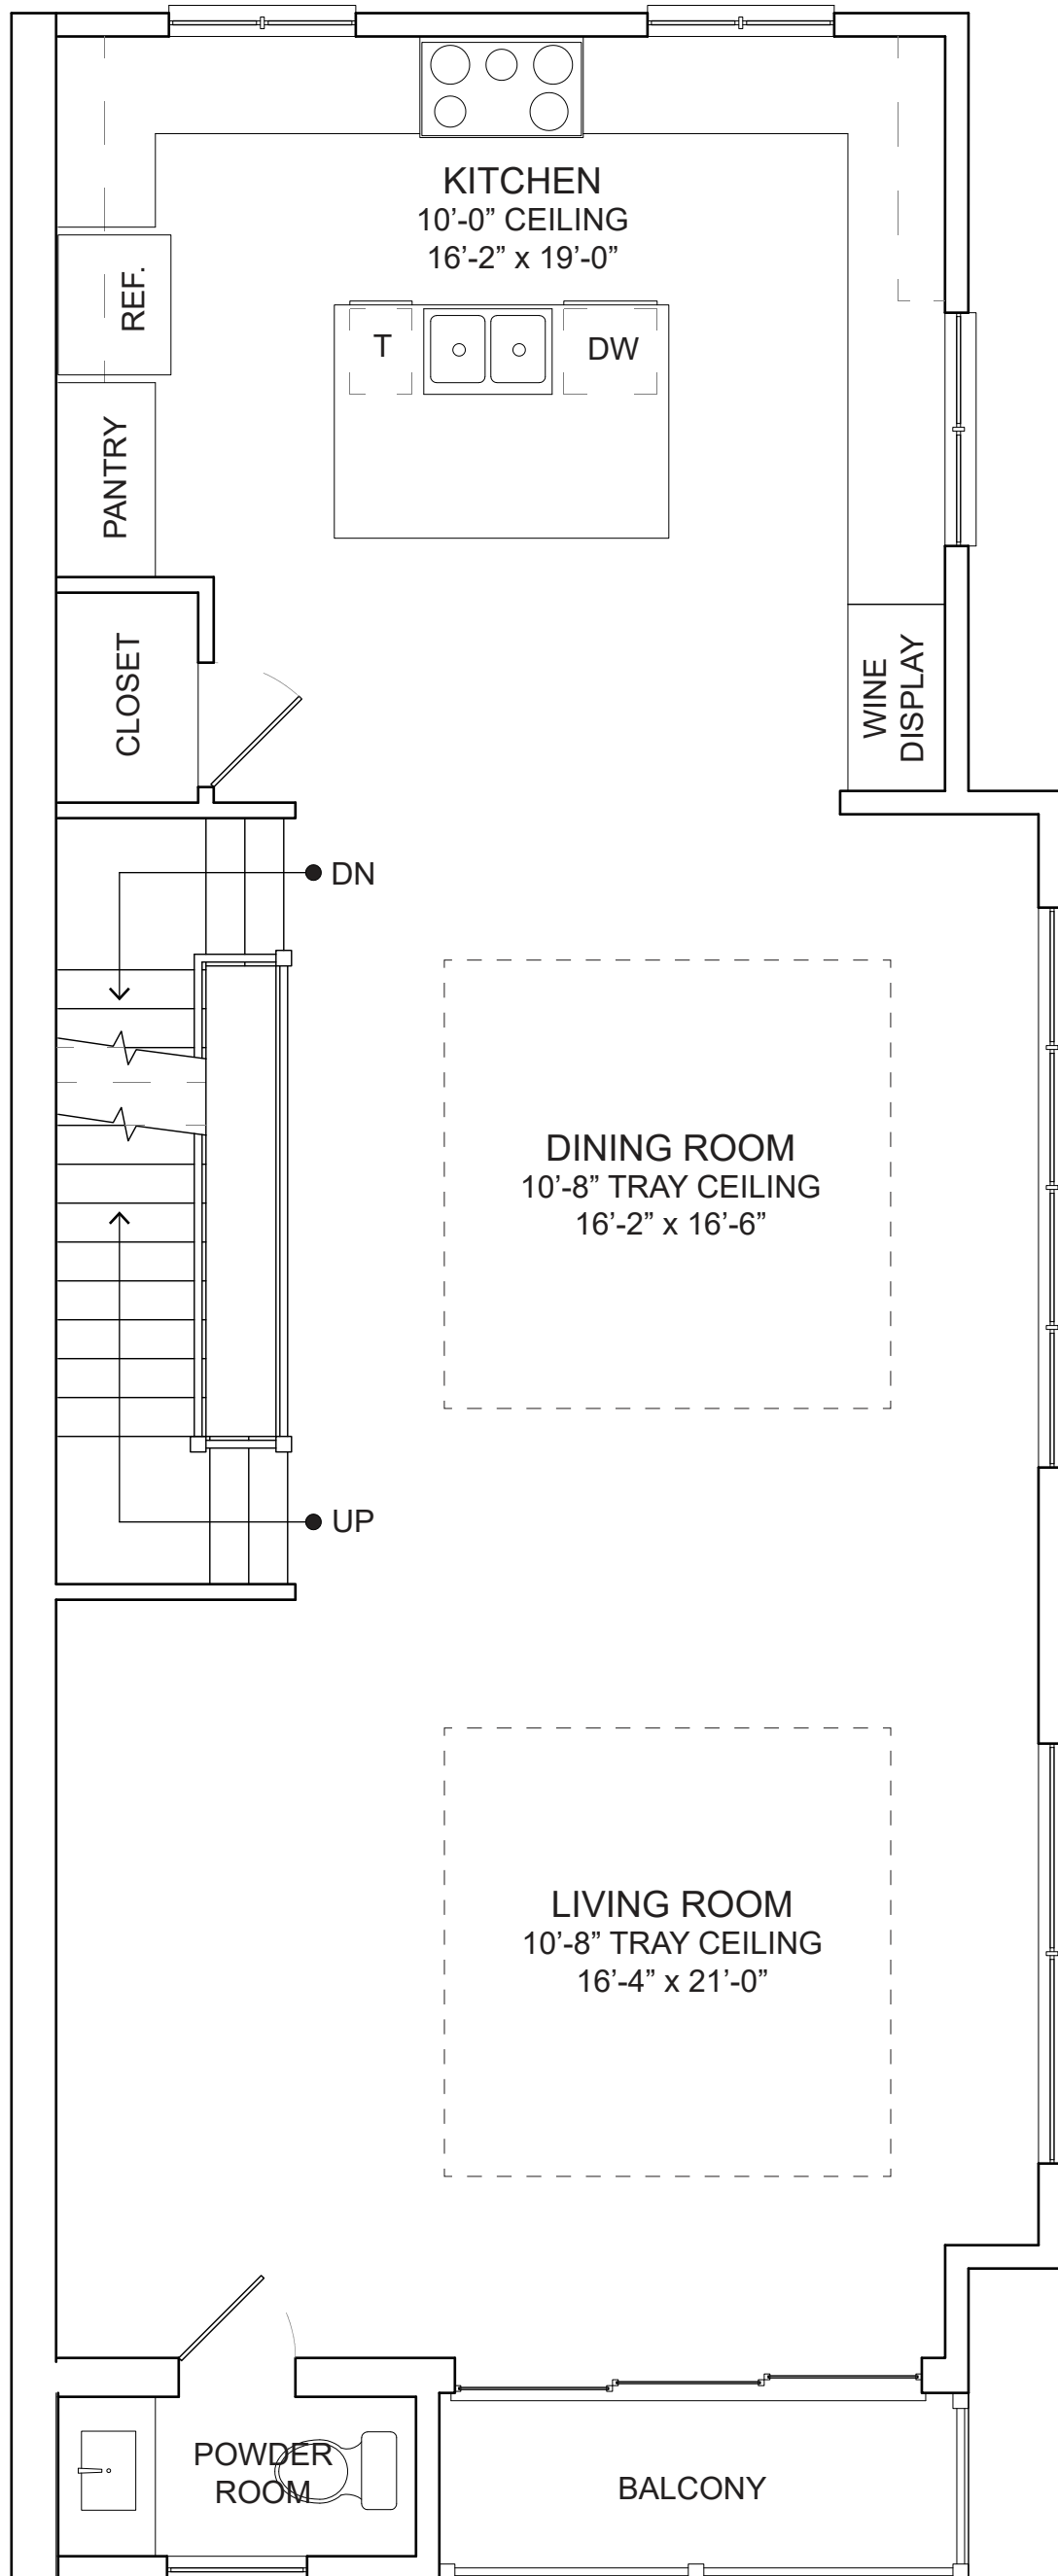 KITCHEN
10’-0” CEILING
16’-2” x 19’-0”
REF.
T
DW
PANTRY
CLOSET
WINE
DISPLAY
DN
DINING ROOM
10’-8” TRAY CEILING
16’-2” x 16’-6”
UP
LIVING ROOM
10’-8” TRAY CEILING
16’-4” x 21’-0”
POWDER
ROOM
BALCONY